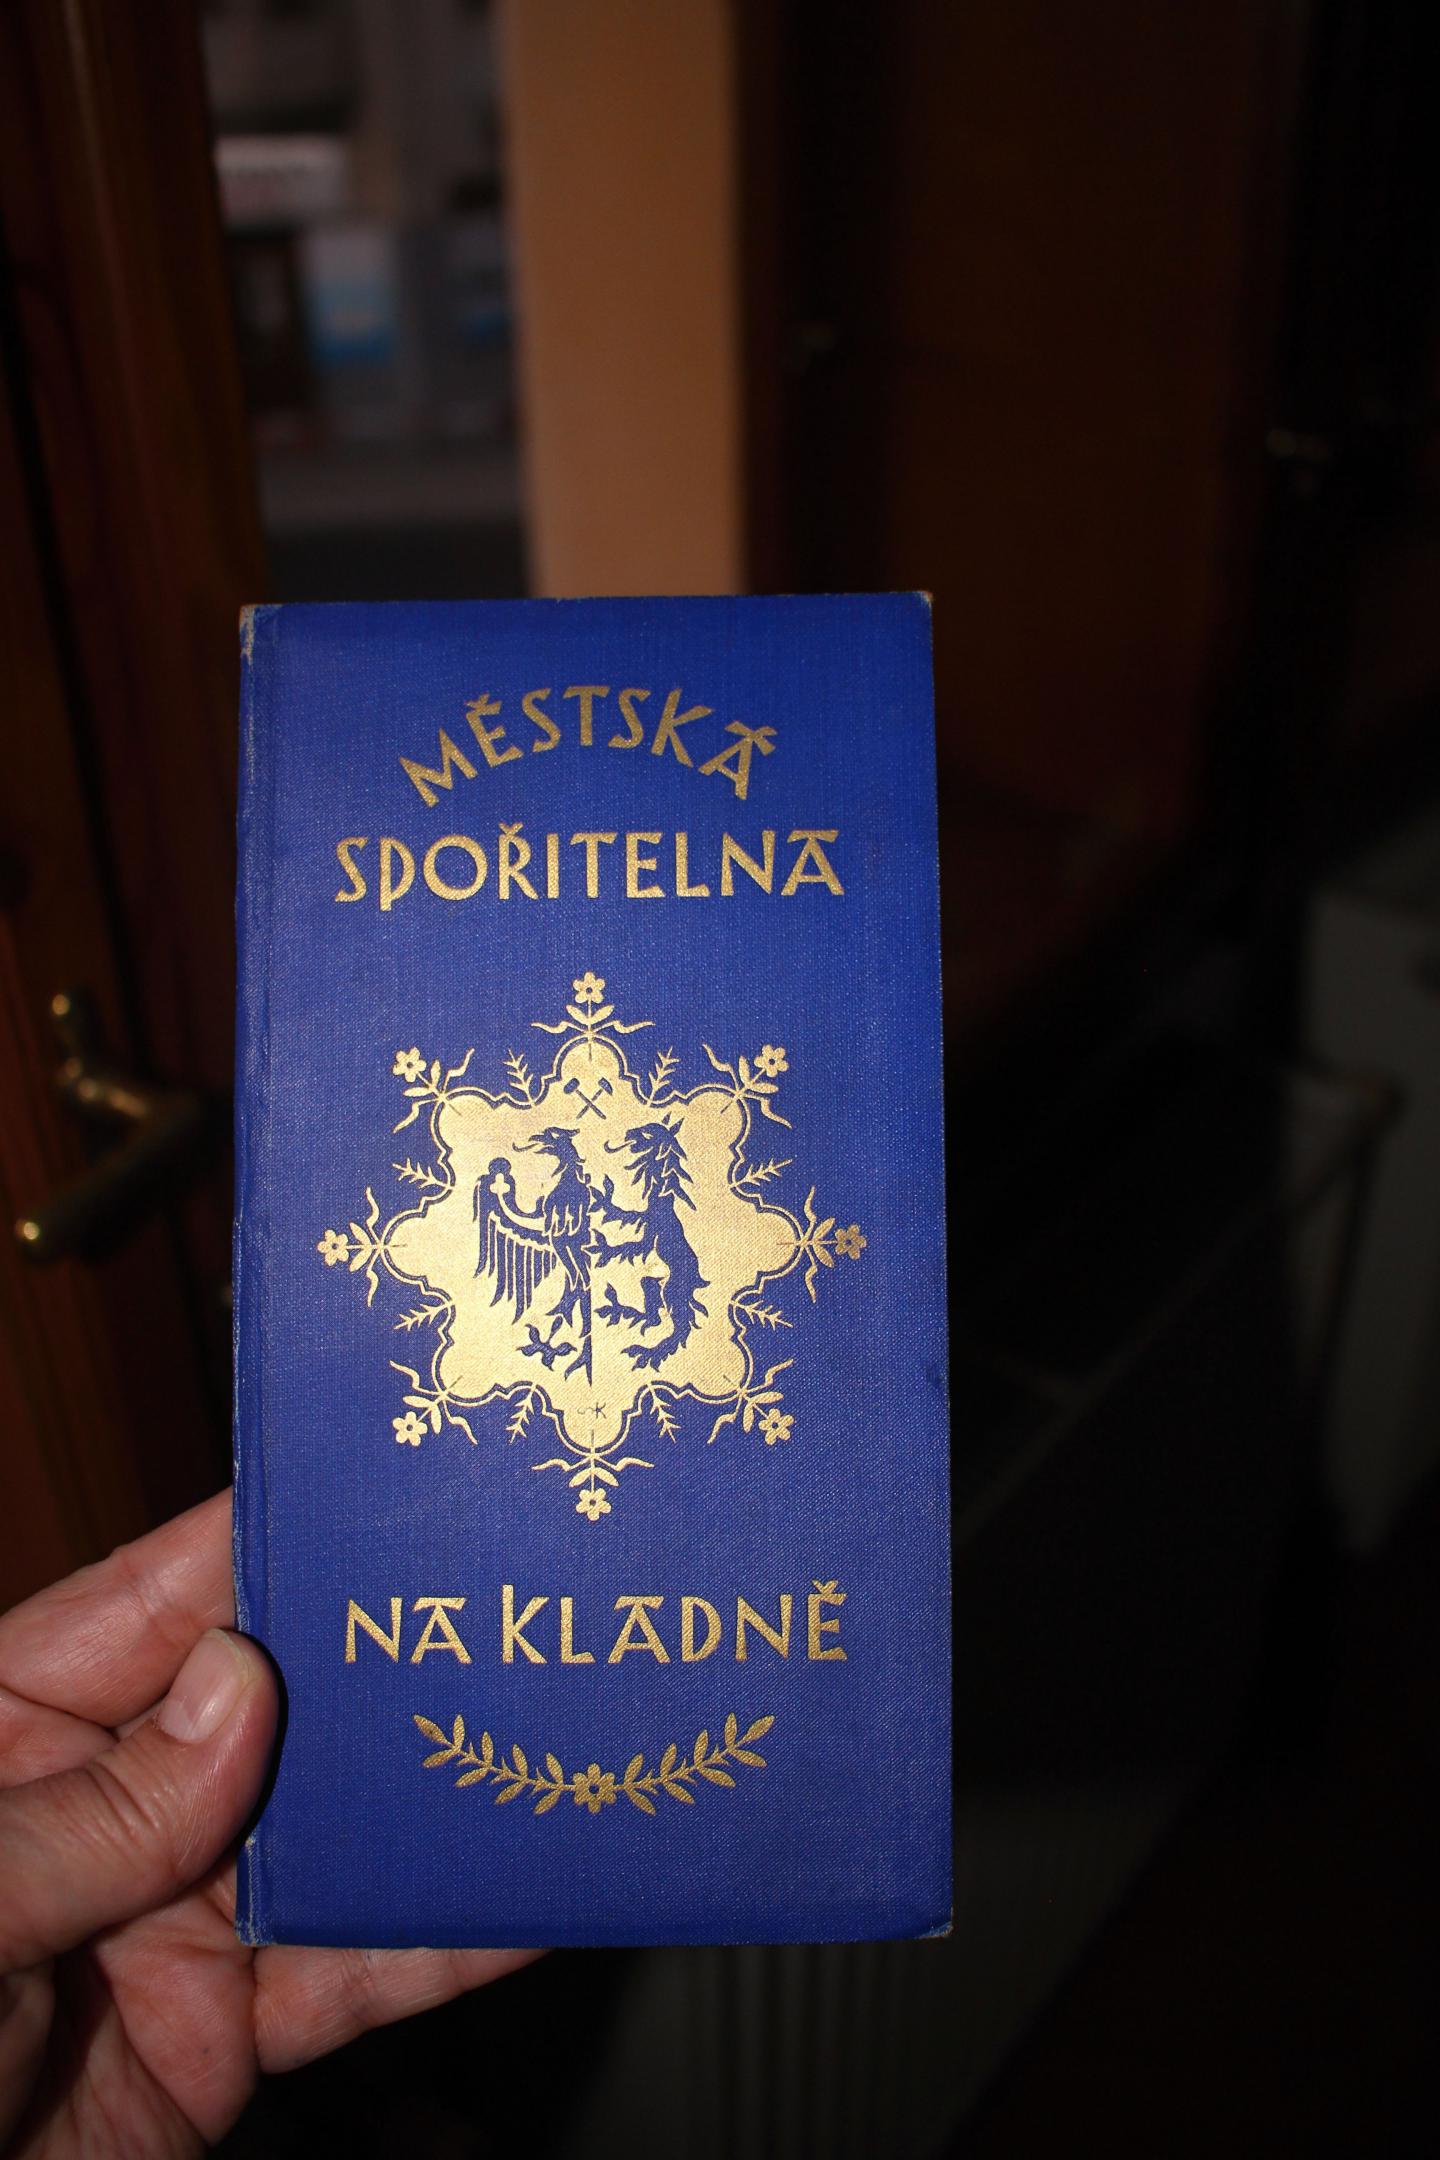 MĚSTSKÁ
SPOŘITELNA
NA KLADNĚ